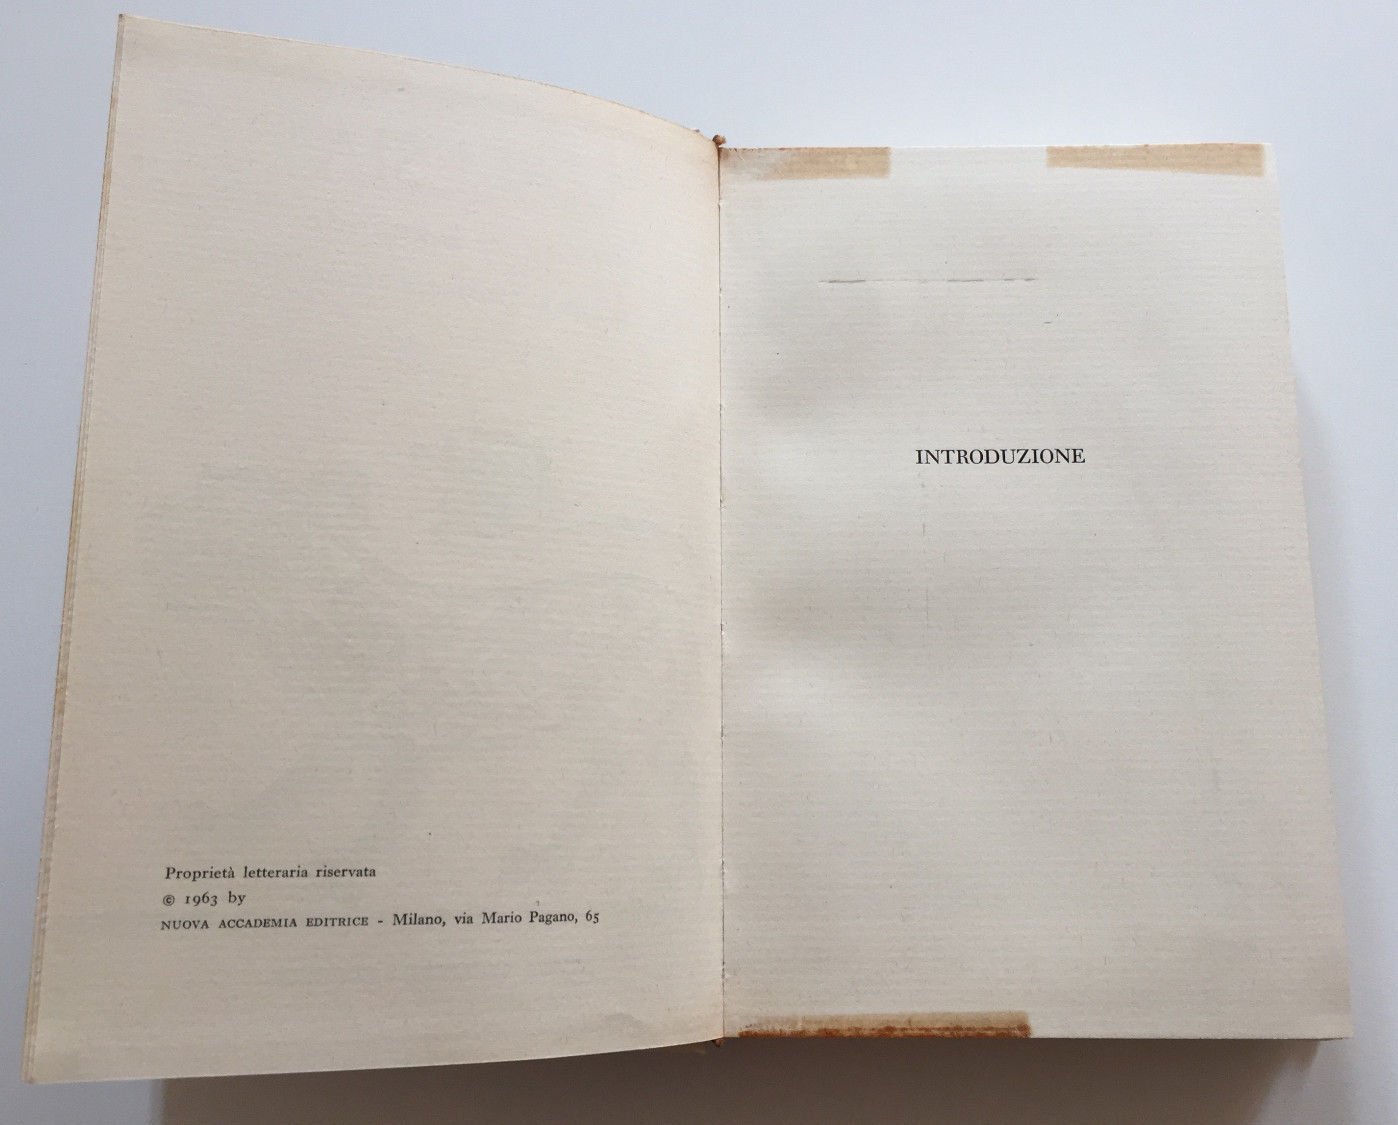 Proprietà letteraria riservata
© 1963 by
NUOVA ACCADEMIA EDITRICE - Milano, via Mario Pagano, 65
INTRODUZIONE